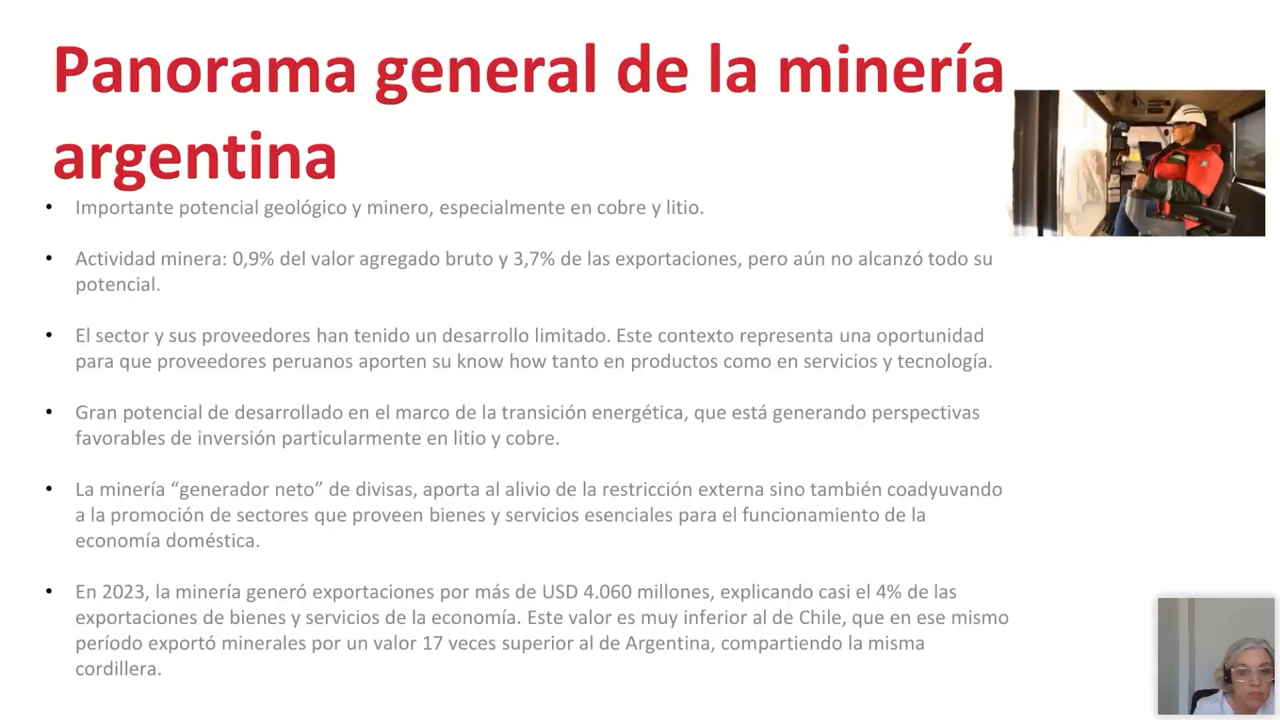 Panorama general de la minería
argentina
• Importante potencial geológico y minero, especialmente en cobre y litio.
• Actividad minera: 0,9% del valor agregado bruto y 3,7% de las exportaciones, pero aún no alcanzó todo su
potencial.
• El sector y sus proveedores han tenido un desarrollo limitado. Este contexto representa una oportunidad
para que proveedores peruanos aporten su know how tanto en productos como en servicios y tecnología.
• Gran potencial de desarrollado en el marco de la transición energética, que está generando perspectivas
favorables de inversión particularmente en litio y cobre.
• La minería “generador neto” de divisas, aporta al alivio de la restricción externa sino también coadyuvando
a la promoción de sectores que proveen bienes y servicios esenciales para el funcionamiento de la
economía doméstica.
• En 2023, la minería generó exportaciones por más de USD 4.060 millones, explicando casi el 4% de las
exportaciones de bienes y servicios de la economía. Este valor es muy inferior al de Chile, que en ese mismo
período exportó minerales por un valor 17 veces superior al de Argentina, compartiendo la misma
cordillera.